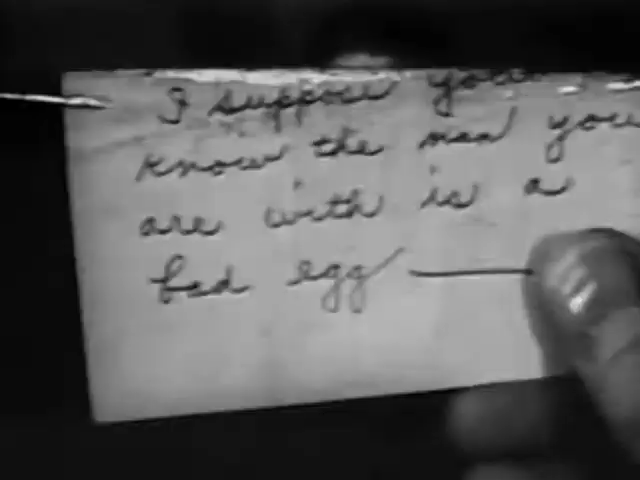 I suppose you
know the man you
are with is a
bad egg —